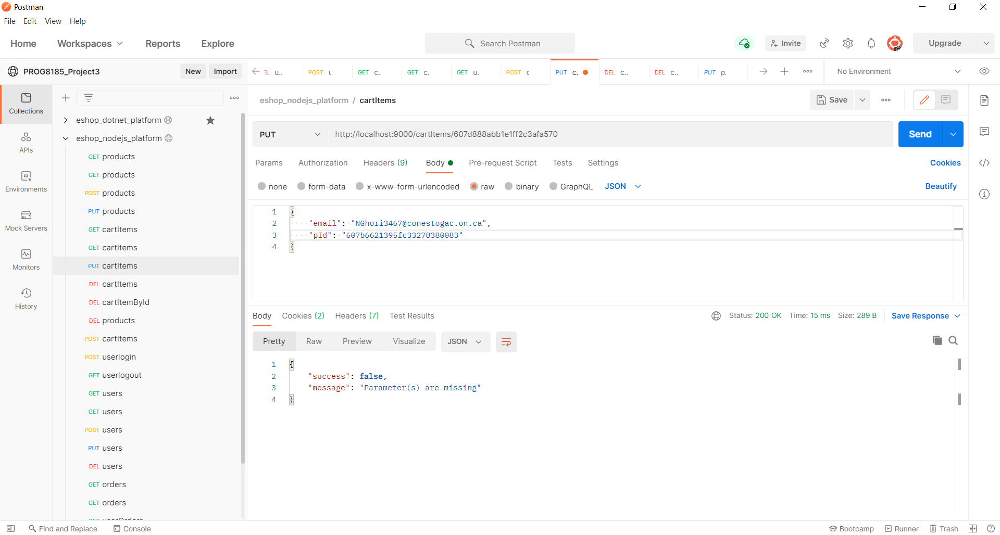 Postman
File Edit View Help
Home Workspaces Reports Explore Search Postman Invite Upgrade
PROG8185_Project3 New Import
u.. POST GET c. GET c. GET u. POST PUT c. DEL c.. DEL c.. PUT p. No Environment
eshop_nodejs_platform / cartItems Save
Collections
APIs
Environments
Mock Servers
Monitors
History
eshop_dotnet_platform
eshop_nodejs_platform
GET products
GET products
POST products
PUT products
GET cartItems
GET cartItems
PUT cartItems
DEL cartItems
DEL cartItemById
DEL products
POST cartItems
POST userlogin
GET userlogout
GET users
GET users
POST users
PUT users
DEL users
GET orders
GET orders
PUT http://localhost:9000/cartItems/607d888abb1e1ff2c3afa570 Send
Params Authorization Headers (9) Body Pre-request Script Tests Settings Cookies
none form-data x-www-form-urlencoded raw binary GraphQL JSON Beautify
1 {
2 "email": "NGhori3467@conestogac.on.ca",
3 "pId": "607b6621395fc33278380083"
4 }
Body Cookies (2) Headers (7) Test Results Status: 200 OK Time: 15 ms Size: 289 B Save Response
Pretty Raw Preview Visualize JSON
1 {
2 "success": false,
3 "message": "Parameter(s) are missing"
4 }
Find and Replace Console Bootcamp Runner Trash